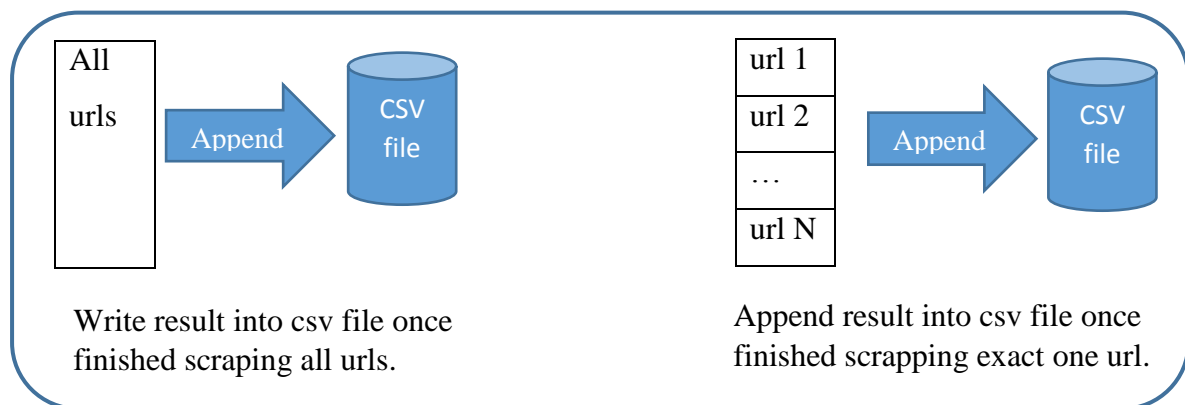 All
urls
Append
CSV
file
Write result into csv file once
finished scraping all urls.
url 1
url 2
…
url N
Append
CSV
file
Append result into csv file once
finished scrapping exact one url.